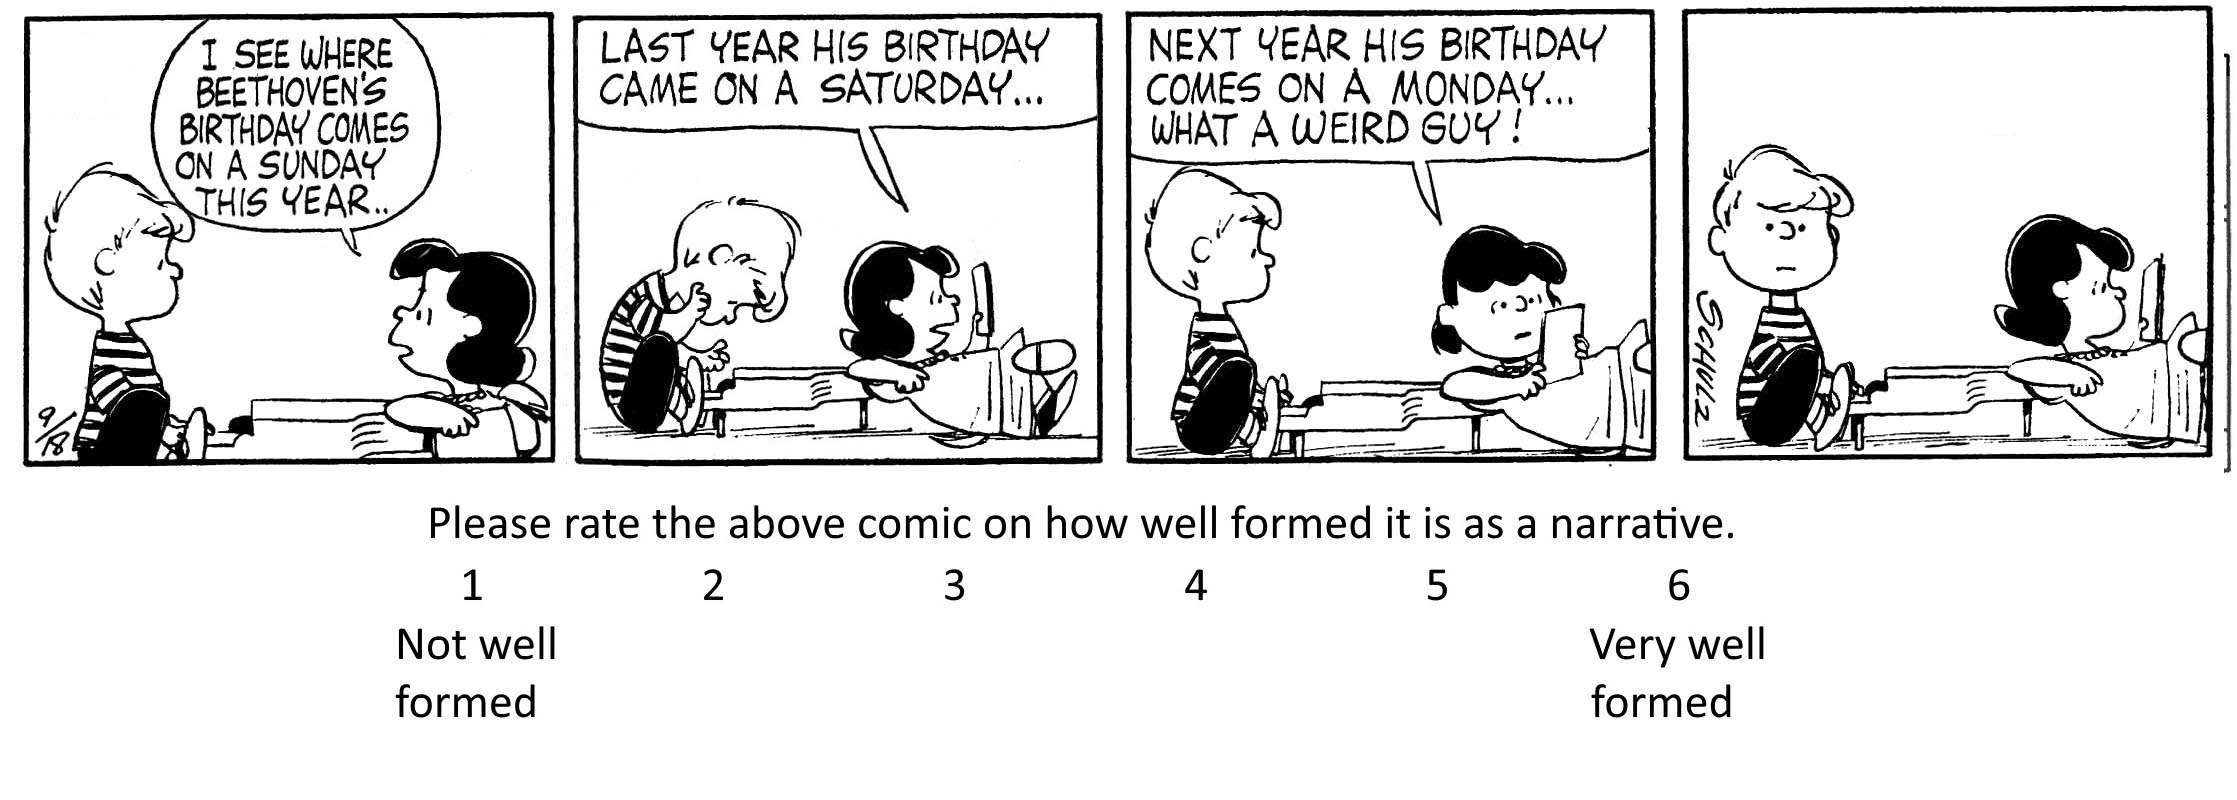 I SEE WHERE
BEETHOVEN'S
BIRTHDAY COMES
ON A SUNDAY
THIS YEAR..
9/18
LAST YEAR HIS BIRTHDAY
CAME ON A SATURDAY...
NEXT YEAR HIS BIRTHDAY
COMES ON A MONDAY...
WHAT A WEIRD GUY!
SCHULZ
Please rate the above comic on how well formed it is as a narrative.
1 2 3 4 5 6
Not well
formed
Very well
formed